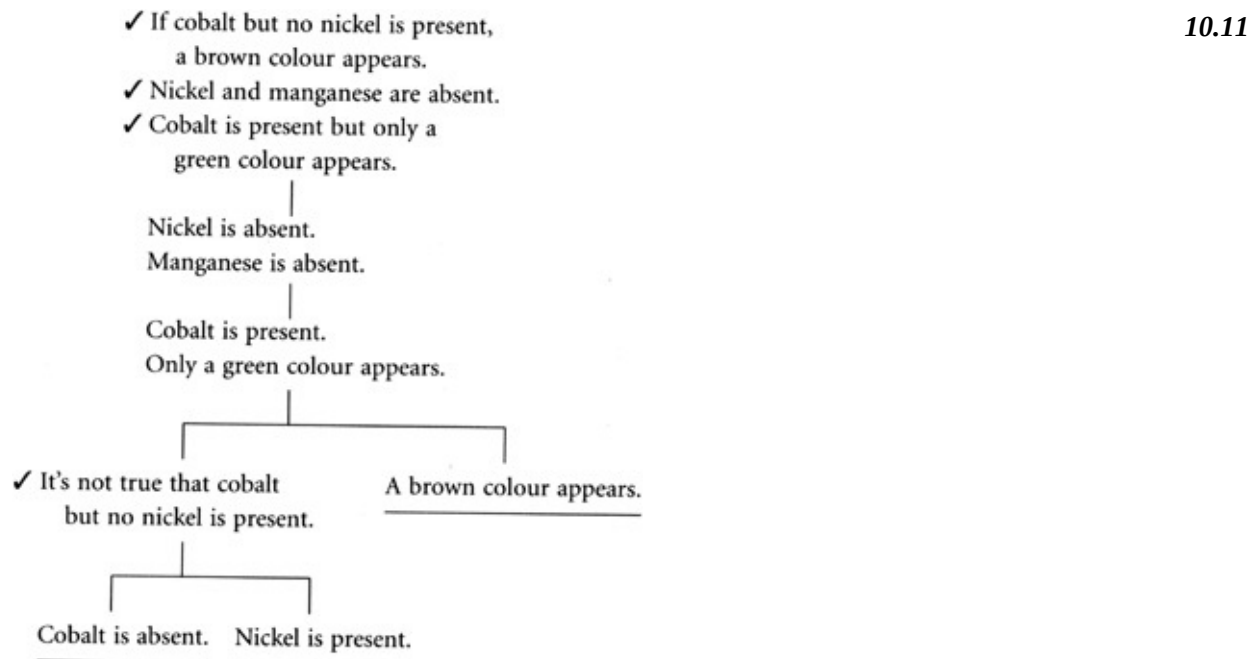 ✓ If cobalt but no nickel is present,
10.11
a brown colour appears.
✓ Nickel and manganese are absent.
✓ Cobalt is present but only a
green colour appears.
Nickel is absent.
Manganese is absent.
Cobalt is present.
Only a green colour appears.
✓ It's not true that cobalt
but no nickel is present.
A brown colour appears.
Cobalt is absent. Nickel is present.